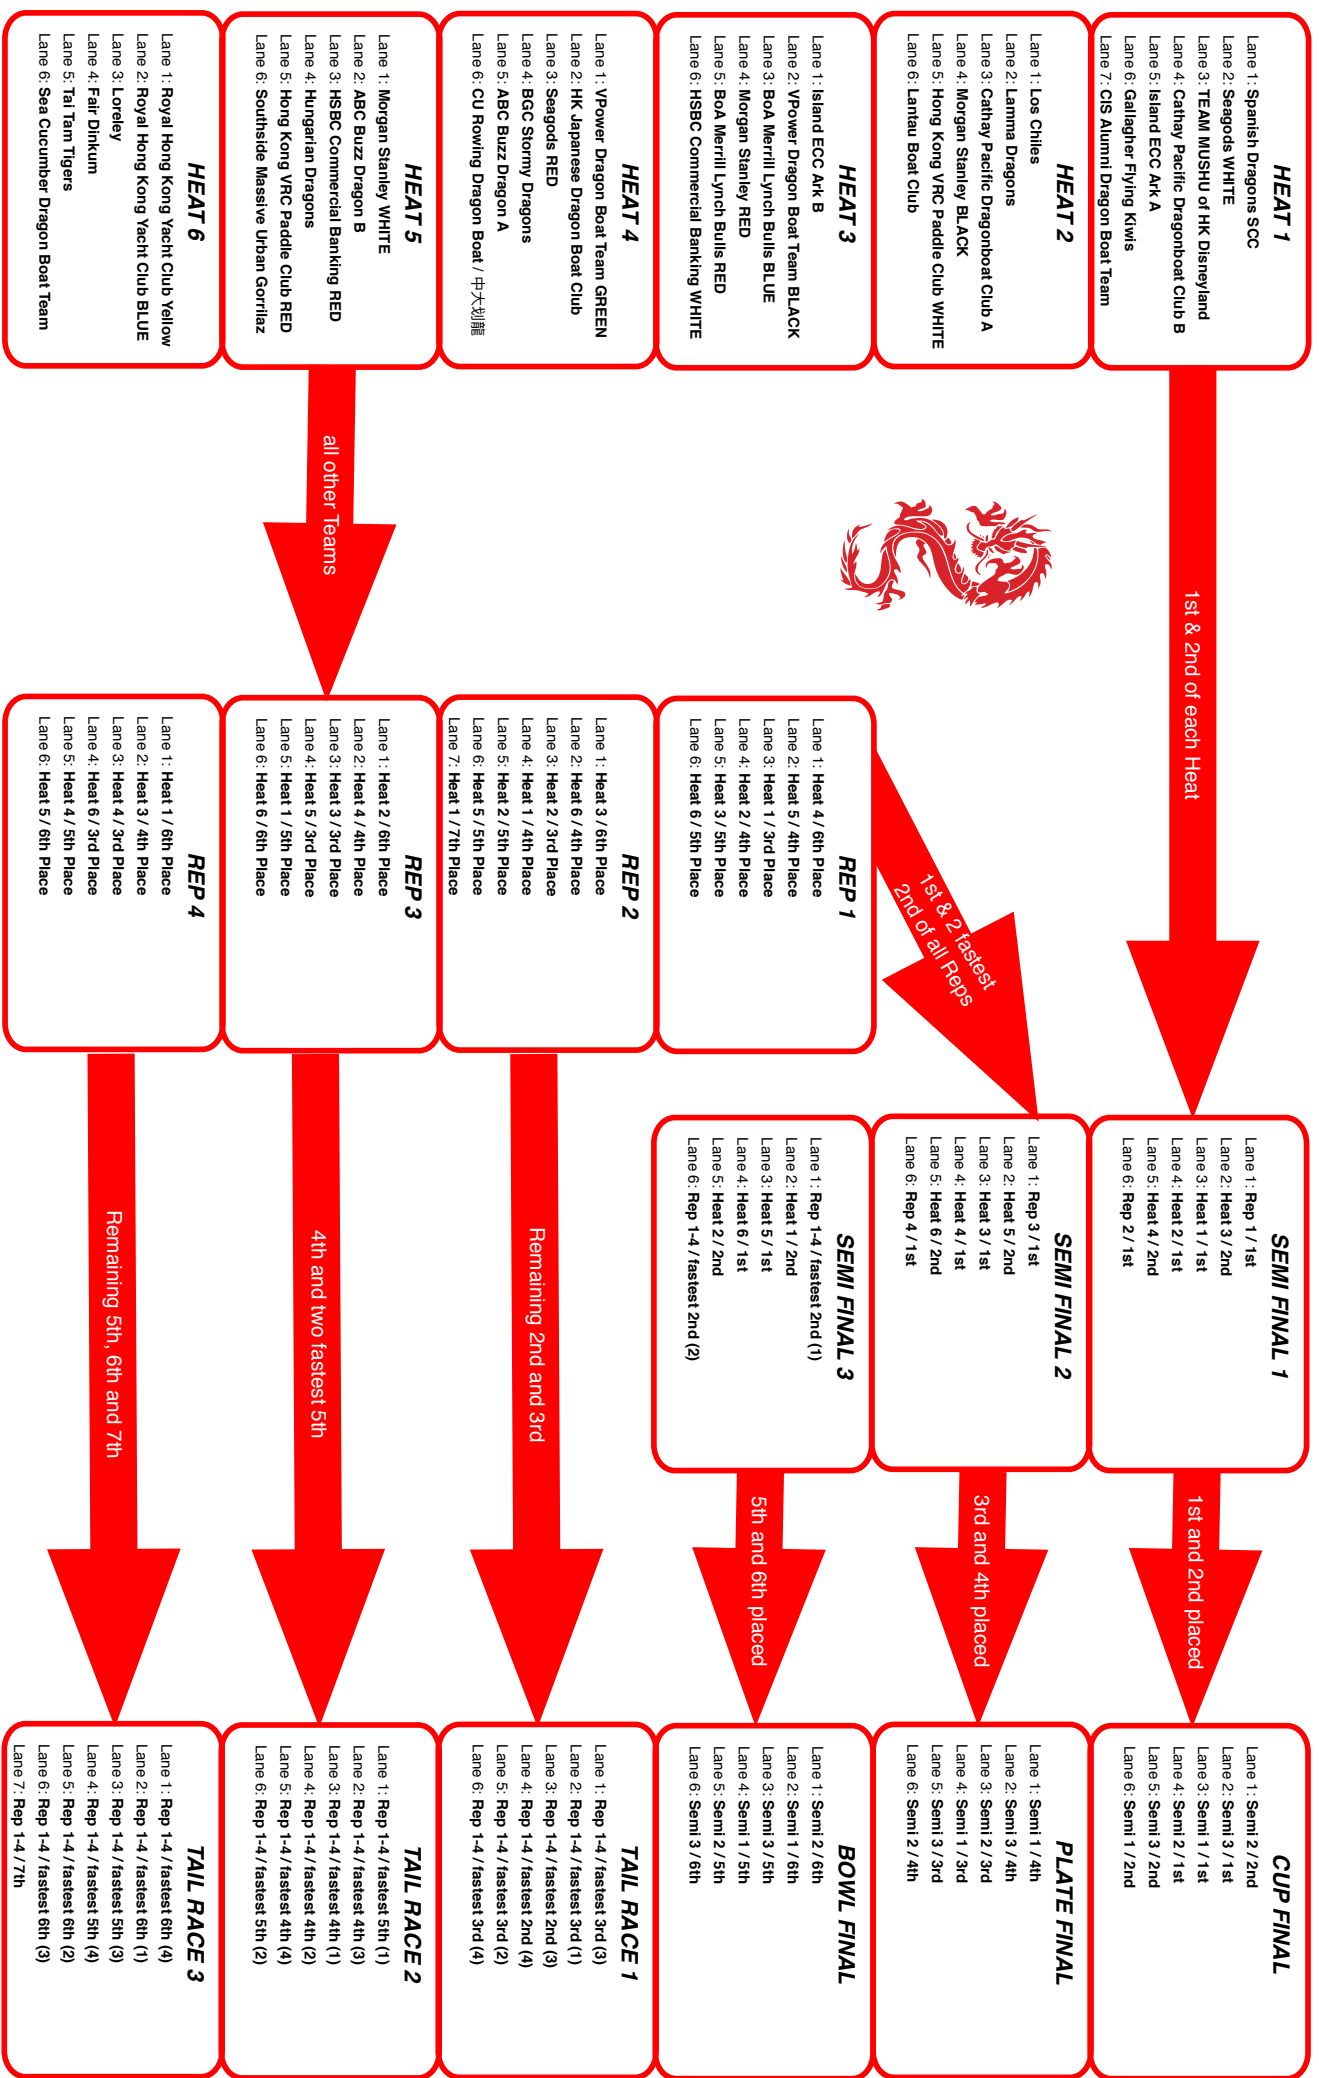 HEAT 1
Lane 1: Spanish Dragons SCC
Lane 2: Seagods WHITE
Lane 3: TEAM MUSHU of HK Disneyland
Lane 4: Cathay Pacific Dragonboat Club B
Lane 5: Island ECC Ark A
Lane 6: Gallagher Flying Kiwis
Lane 7: CIS Alumni Dragon Boat Team
HEAT 2
Lane 1: Los Chiles
Lane 2: Lamma Dragons
Lane 3: Cathay Pacific Dragonboat Club A
Lane 4: Morgan Stanley BLACK
Lane 5: Hong Kong VRC Paddle Club WHITE
Lane 6: Lantau Boat Club
HEAT 3
Lane 1: Island ECC Ark B
Lane 2: VPower Dragon Boat Team BLACK
Lane 3: BoA Merrill Lynch Bulls BLUE
Lane 4: Morgan Stanley RED
Lane 5: BoA Merrill Lynch Bulls RED
Lane 6: HSBC Commercial Banking WHITE
HEAT 4
Lane 1: VPower Dragon Boat Team GREEN
Lane 2: HK Japanese Dragon Boat Club
Lane 3: Seagods RED
Lane 4: BGC Stormy Dragons
Lane 5: ABC Buzz Dragon A
Lane 6: CU Rowing Dragon Boat / 中大划龍
HEAT 5
Lane 1: Morgan Stanley WHITE
Lane 2: ABC Buzz Dragon B
Lane 3: HSBC Commercial Banking RED
Lane 4: Hungarian Dragons
Lane 5: Hong Kong VRC Paddle Club RED
Lane 6: Southside Massive Urban Gorrilaz
HEAT 6
Lane 1: Royal Hong Kong Yacht Club Yellow
Lane 2: Royal Hong Kong Yacht Club BLUE
Lane 3: Loreley
Lane 4: Fair Dinkum
Lane 5: Tai Tam Tigers
Lane 6: Sea Cucumber Dragon Boat Team
1st & 2nd of each Heat
all other Teams
REP 1
Lane 1: Heat 4 / 6th Place
Lane 2: Heat 5 / 4th Place
Lane 3: Heat 1 / 3rd Place
Lane 4: Heat 2 / 4th Place
Lane 5: Heat 3 / 5th Place
Lane 6: Heat 6 / 5th Place
REP 2
Lane 1: Heat 3 / 6th Place
Lane 2: Heat 6 / 4th Place
Lane 3: Heat 2 / 3rd Place
Lane 4: Heat 1 / 4th Place
Lane 5: Heat 2 / 5th Place
Lane 6: Heat 5 / 5th Place
Lane 7: Heat 1 / 7th Place
REP 3
Lane 1: Heat 2 / 6th Place
Lane 2: Heat 4 / 4th Place
Lane 3: Heat 3 / 3rd Place
Lane 4: Heat 5 / 3rd Place
Lane 5: Heat 1 / 5th Place
Lane 6: Heat 6 / 6th Place
REP 4
Lane 1: Heat 1 / 6th Place
Lane 2: Heat 3 / 4th Place
Lane 3: Heat 4 / 3rd Place
Lane 4: Heat 6 / 3rd Place
Lane 5: Heat 4 / 5th Place
Lane 6: Heat 5 / 6th Place
1st & 2 fastest
2nd of all Reps
SEMI FINAL 1
Lane 1: Rep 1 / 1st
Lane 2: Heat 3 / 2nd
Lane 3: Heat 1 / 1st
Lane 4: Heat 2 / 1st
Lane 5: Heat 4 / 2nd
Lane 6: Rep 2 / 1st
SEMI FINAL 2
Lane 1: Rep 3 / 1st
Lane 2: Heat 5 / 2nd
Lane 3: Heat 3 / 1st
Lane 4: Heat 4 / 1st
Lane 5: Heat 6 / 2nd
Lane 6: Rep 4 / 1st
SEMI FINAL 3
Lane 1: Rep 1-4 / fastest 2nd (1)
Lane 2: Heat 1 / 2nd
Lane 3: Heat 5 / 1st
Lane 4: Heat 6 / 1st
Lane 5: Heat 2 / 2nd
Lane 6: Rep 1-4 / fastest 2nd (2)
1st and 2nd placed
3rd and 4th placed
5th and 6th placed
Remaining 2nd and 3rd
4th and two fastest 5th
Remaining 5th, 6th and 7th
CUP FINAL
Lane 1: Semi 2 / 2nd
Lane 2: Semi 3 / 1st
Lane 3: Semi 1 / 1st
Lane 4: Semi 2 / 1st
Lane 5: Semi 3 / 2nd
Lane 6: Semi 1 / 2nd
PLATE FINAL
Lane 1: Semi 1 / 4th
Lane 2: Semi 3 / 4th
Lane 3: Semi 2 / 3rd
Lane 4: Semi 1 / 3rd
Lane 5: Semi 3 / 3rd
Lane 6: Semi 2 / 4th
BOWL FINAL
Lane 1: Semi 2 / 6th
Lane 2: Semi 1 / 6th
Lane 3: Semi 3 / 5th
Lane 4: Semi 1 / 5th
Lane 5: Semi 2 / 5th
Lane 6: Semi 3 / 6th
TAIL RACE 1
Lane 1: Rep 1-4 / fastest 3rd (3)
Lane 2: Rep 1-4 / fastest 3rd (1)
Lane 3: Rep 1-4 / fastest 2nd (3)
Lane 4: Rep 1-4 / fastest 2nd (4)
Lane 5: Rep 1-4 / fastest 3rd (2)
Lane 6: Rep 1-4 / fastest 3rd (4)
TAIL RACE 2
Lane 1: Rep 1-4 / fastest 5th (1)
Lane 2: Rep 1-4 / fastest 4th (3)
Lane 3: Rep 1-4 / fastest 4th (1)
Lane 4: Rep 1-4 / fastest 4th (2)
Lane 5: Rep 1-4 / fastest 4th (4)
Lane 6: Rep 1-4 / fastest 5th (2)
TAIL RACE 3
Lane 1: Rep 1-4 / fastest 6th (4)
Lane 2: Rep 1-4 / fastest 6th (1)
Lane 3: Rep 1-4 / fastest 5th (3)
Lane 4: Rep 1-4 / fastest 5th (4)
Lane 5: Rep 1-4 / fastest 6th (2)
Lane 6: Rep 1-4 / fastest 6th (3)
Lane 7: Rep 1-4 / 7th